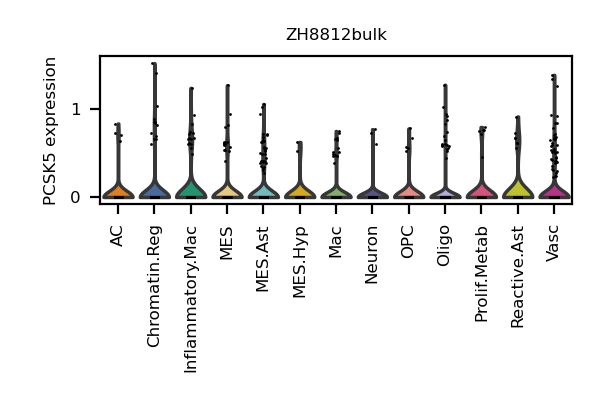 ZH8812bulk
PCSK5 expression
1
0
AC
Chromatin.Reg
Inflammatory.Mac
MES
MES.Ast
MES.Hyp
Mac
Neuron
OPC
Oligo
Prolif.Metab
Reactive.Ast
Vasc